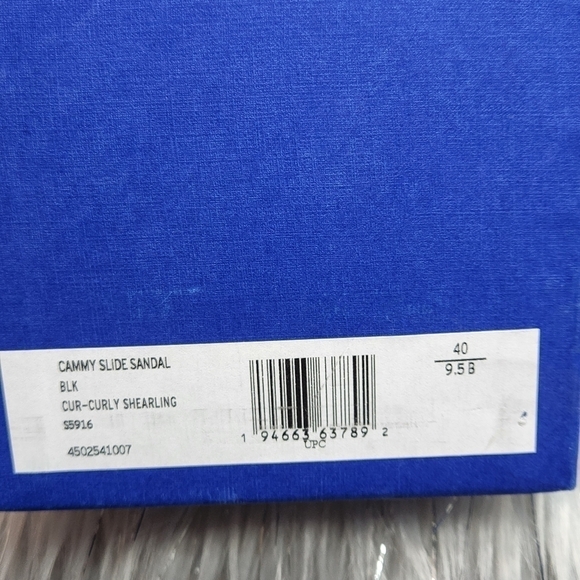 CAMMY SLIDE SANDAL
BLK
CUR-CURLY SHEARLING
S5916
4502541007
1 94663 63789 2
UPC
40
9.5 B